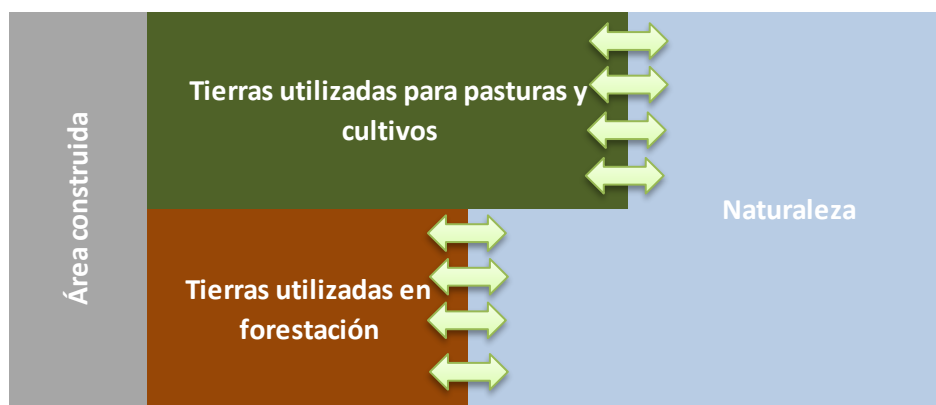 Área construida
Tierras utilizadas para pasturas y
cultivos
Naturaleza
Tierras utilizadas en
forestación